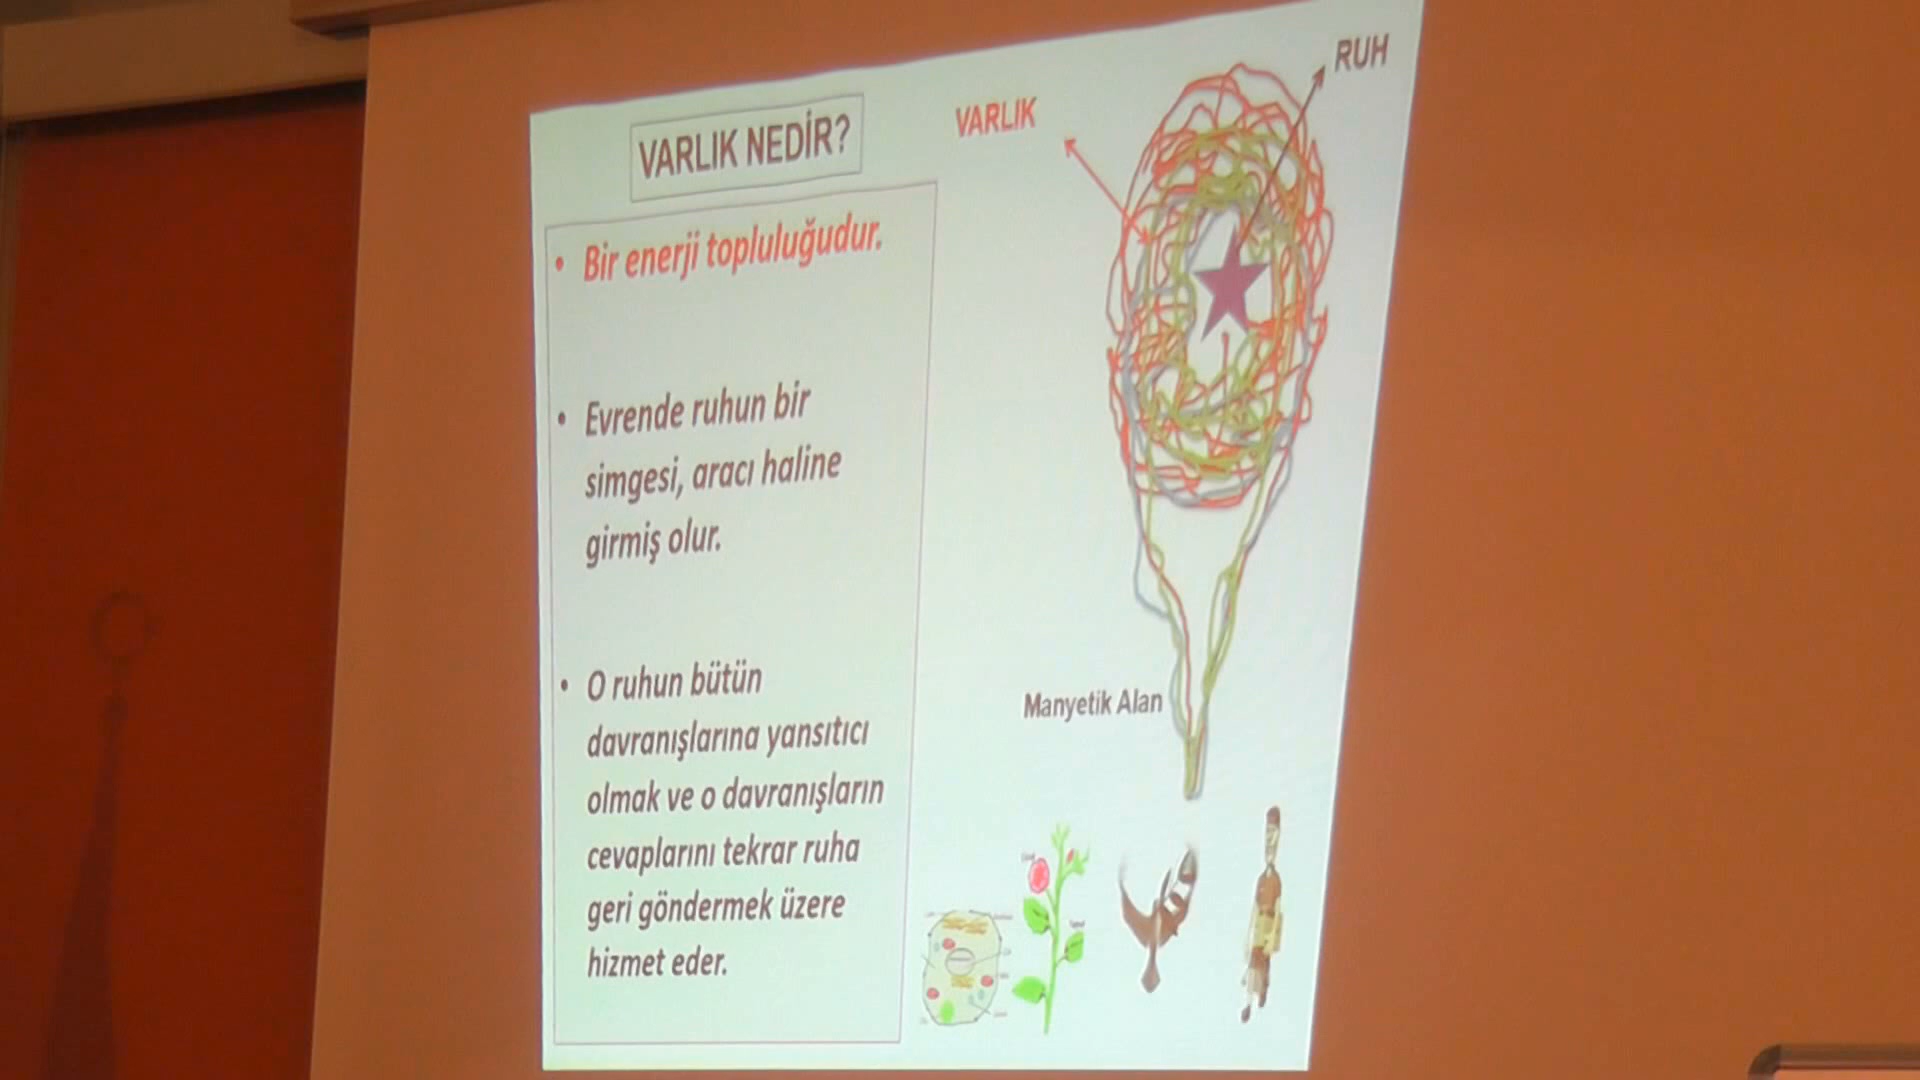 VARLIK NEDİR?
• Bir enerji topluluğudur.
• Evrende ruhun bir
simgesi, aracı haline
girmiş olur.
• O ruhun bütün
davranışlarına yansıtıcı
olmak ve o davranışların
cevaplarını tekrar ruha
geri göndermek üzere
hizmet eder.
VARLIK
RUH
Manyetik Alan